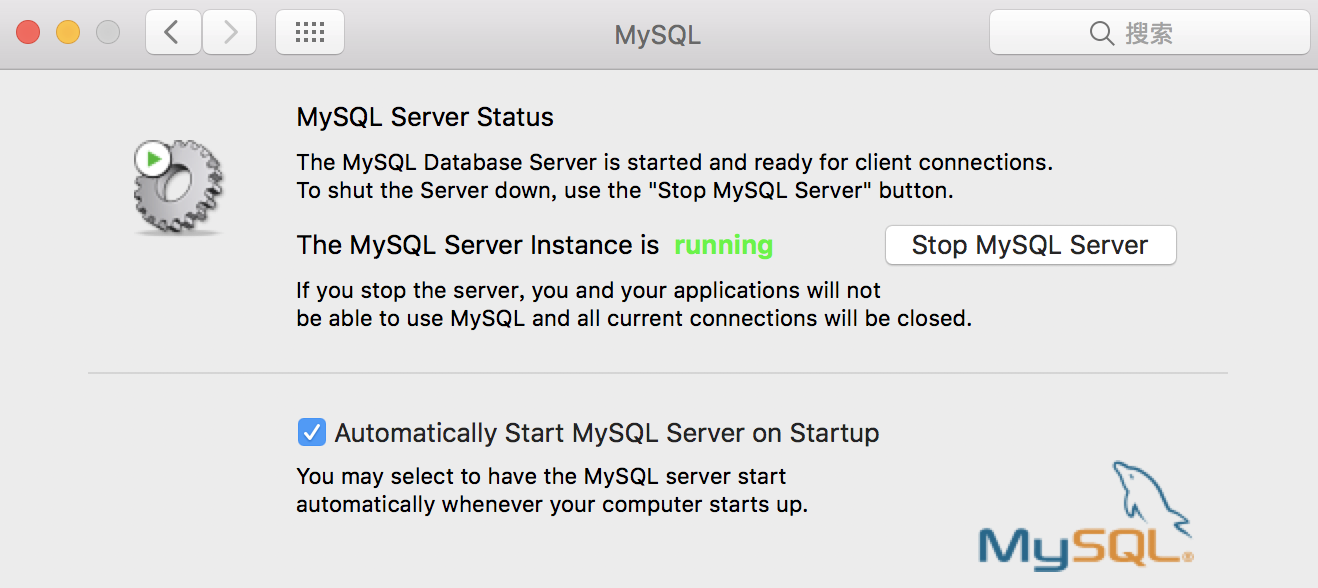 MySQL
搜索
MySQL Server Status
The MySQL Database Server is started and ready for client connections.
To shut the Server down, use the "Stop MySQL Server" button.
The MySQL Server Instance is running
Stop MySQL Server
If you stop the server, you and your applications will not
be able to use MySQL and all current connections will be closed.
Automatically Start MySQL Server on Startup
You may select to have the MySQL server start
automatically whenever your computer starts up.
MySQL®